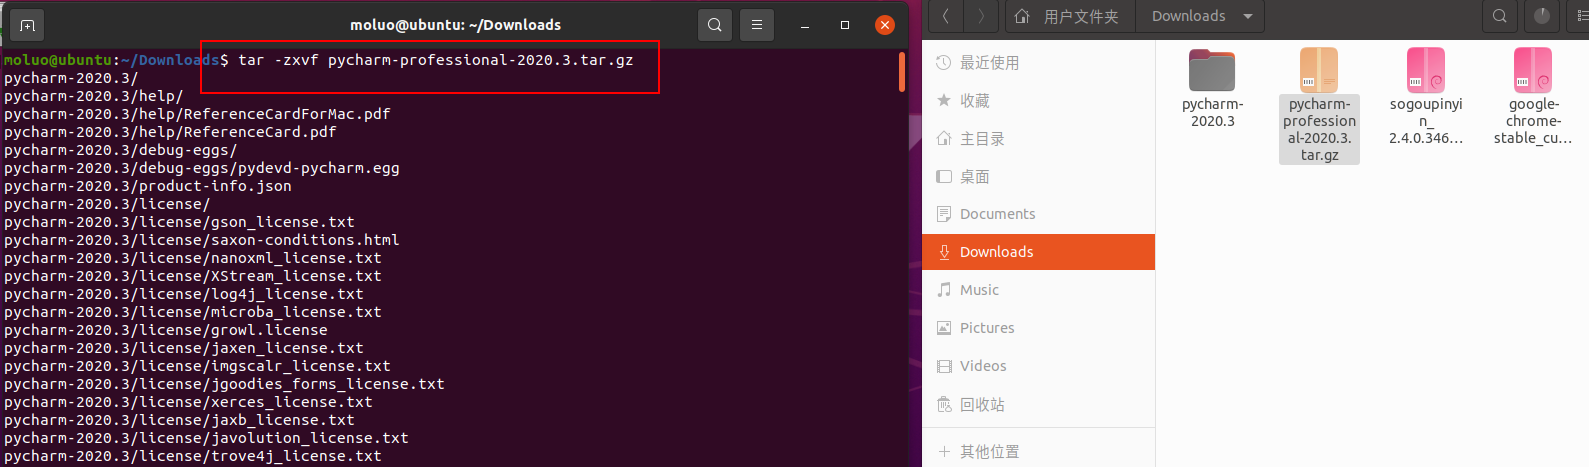 moluo@ubuntu: ~/Downloads
moluo@ubuntu:~/Downloads$ tar -zxvf pycharm-professional-2020.3.tar.gz
pycharm-2020.3/
pycharm-2020.3/help/
pycharm-2020.3/help/ReferenceCardForMac.pdf
pycharm-2020.3/help/ReferenceCard.pdf
pycharm-2020.3/debug-eggs/
pycharm-2020.3/debug-eggs/pydevd-pycharm.egg
pycharm-2020.3/product-info.json
pycharm-2020.3/license/
pycharm-2020.3/license/gson_license.txt
pycharm-2020.3/license/saxon-conditions.html
pycharm-2020.3/license/nanoxml_license.txt
pycharm-2020.3/license/XStream_license.txt
pycharm-2020.3/license/log4j_license.txt
pycharm-2020.3/license/microba_license.txt
pycharm-2020.3/license/growl.license
pycharm-2020.3/license/jaxen_license.txt
pycharm-2020.3/license/imgscalr_license.txt
pycharm-2020.3/license/jgoodies_forms_license.txt
pycharm-2020.3/license/xerces_license.txt
pycharm-2020.3/license/jaxb_license.txt
pycharm-2020.3/license/javolution_license.txt
pycharm-2020.3/license/trove4j_license.txt
用户文件夹
Downloads
最近使用
收藏
主目录
桌面
Documents
Downloads
Music
Pictures
Videos
回收站
其他位置
pycharm-
2020.3
pycharm-
profession
al-2020.3.
tar.gz
sogoupinyi
n_
2.4.0.346…
google-
chrome-
stable_cu…